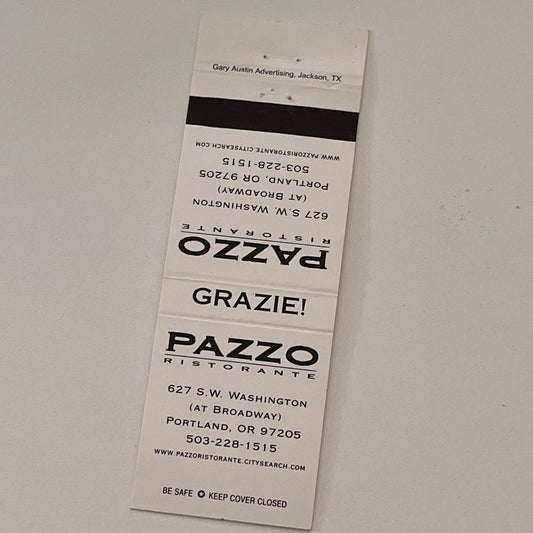 Gary Austin Advertising, Jackson, TX
WWW.PAZZORISTORANTE.CITYSEARCH.COM
503-228-1515
PORTLAND, OR 97205
(AT BROADWAY)
627 S.W. WASHINGTON
RISTORANTE
PAZZO
GRAZIE!
PAZZO
RISTORANTE
627 S.W. WASHINGTON
(AT BROADWAY)
PORTLAND, OR 97205
503-228-1515
WWW.PAZZORISTORANTE.CITYSEARCH.COM
BE SAFE ✪ KEEP COVER CLOSED